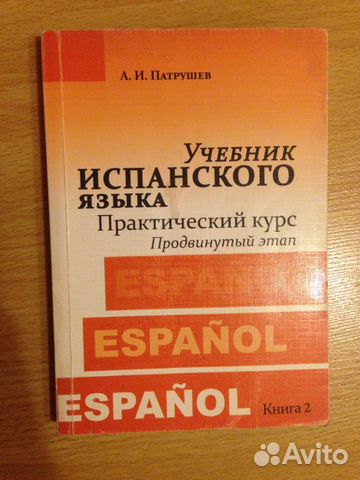 А. И. Патрушев
Учебник
ИСПАНСКОГО
ЯЗЫКА
Практический курс
Продвинутый этап
ESPAÑOL
ESPAÑOL
ESPAÑOL
Книга 2
Avito